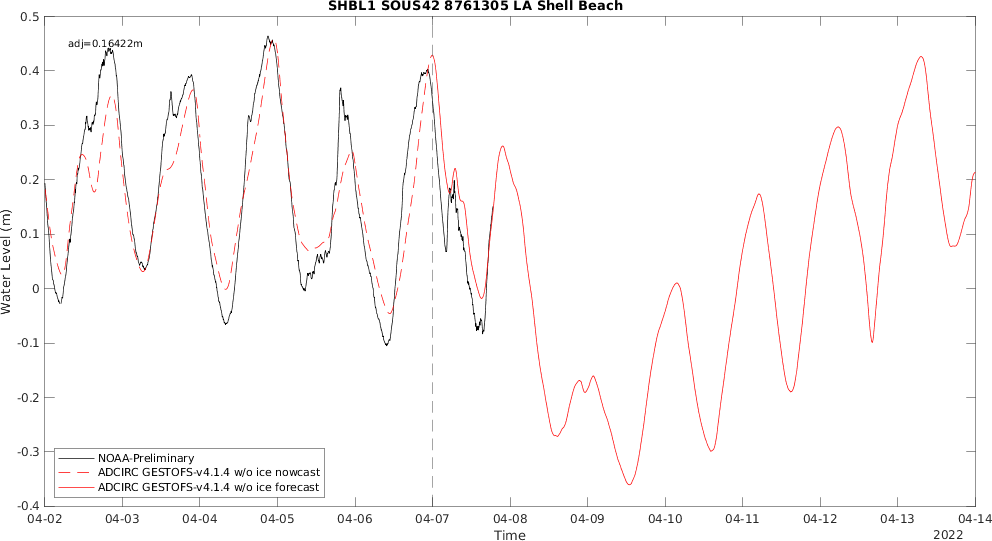 SHBL1 SOUS42 8761305 LA Shell Beach
adj=0.16422m
Water Level (m)
0.5
0.4
0.3
0.2
0.1
0
-0.1
-0.2
-0.3
-0.4
NOAA-Preliminary
ADCIRC GESTOFS-v4.1.4 w/o ice nowcast
ADCIRC GESTOFS-v4.1.4 w/o ice forecast
04-02 04-03 04-04 04-05 04-06 04-07 04-08 04-09 04-10 04-11 04-12 04-13 04-14
Time
2022